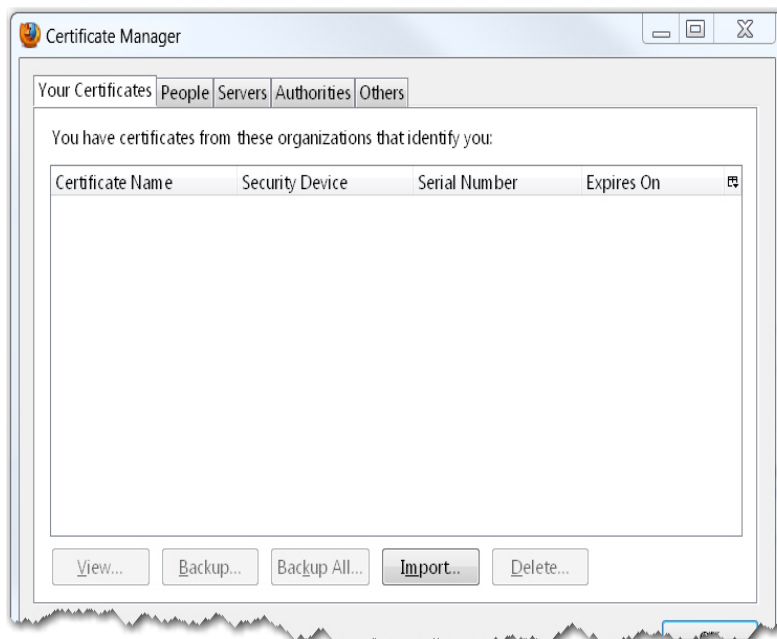 Certificate Manager
Your Certificates People Servers Authorities Others
You have certificates from these organizations that identify you:
Certificate Name Security Device Serial Number Expires On
View... Backup... Backup All... Import... Delete...